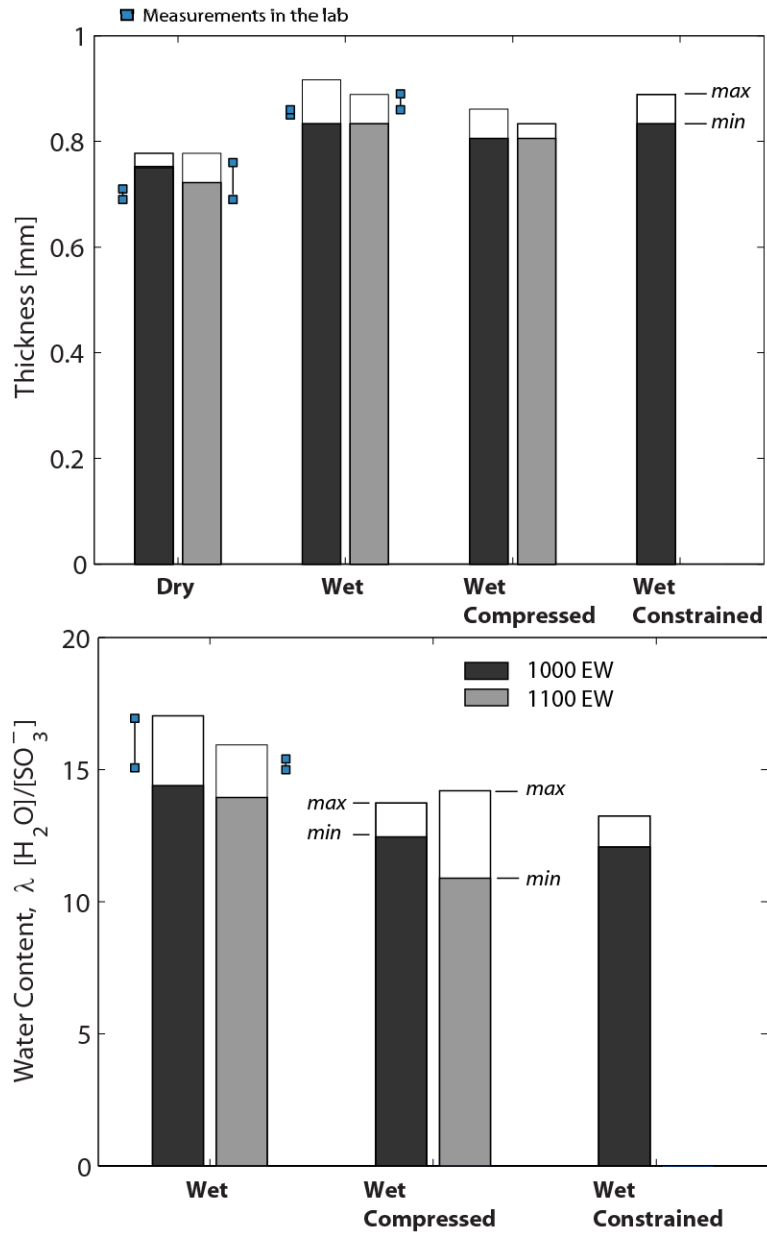 Measurements in the lab
1
0.8
0.6
0.4
0.2
0
Thickness [mm]
max
min
Dry
Wet
Wet
Compressed
Wet
Constrained
20
15
10
5
0
Water Content, λ [H₂O]/[SO₃⁻]
1000 EW
1100 EW
max
min
max
min
Wet
Wet
Compressed
Wet
Constrained